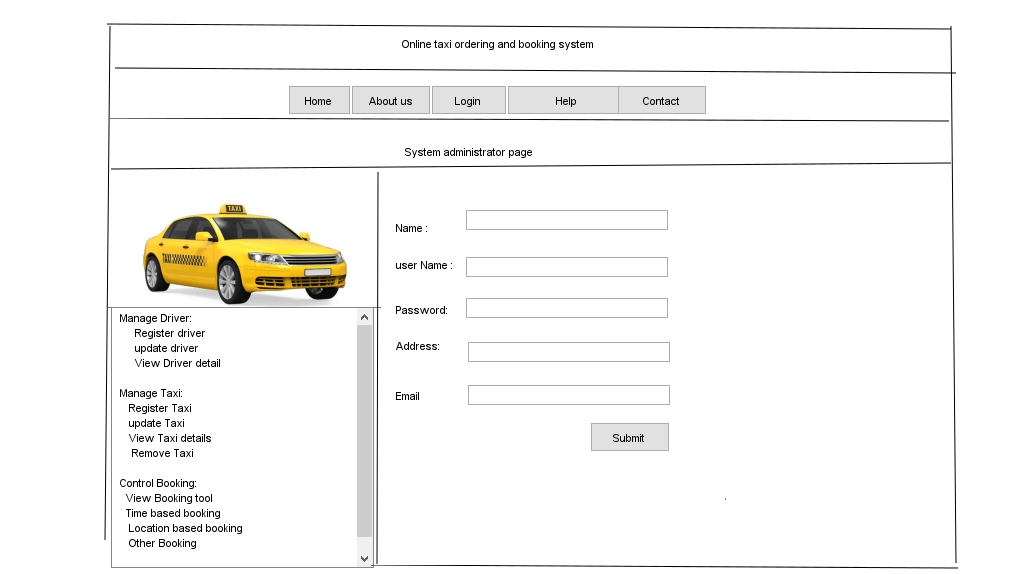 Online taxi ordering and booking system
Home About us Login Help Contact
System administrator page
TAXI
TAXI
Manage Driver:
Register driver
update driver
View Driver detail
Manage Taxi:
Register Taxi
update Taxi
View Taxi details
Remove Taxi
Control Booking:
View Booking tool
Time based booking
Location based booking
Other Booking
Name :
user Name :
Password:
Address:
Email
Submit